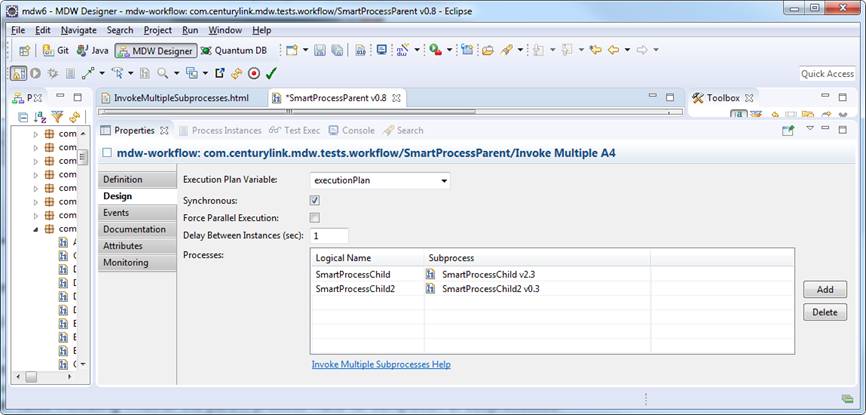 mdw6 - MDW Designer - mdw-workflow: com.centurylink.mdw.tests.workflow/SmartProcessParent v0.8 - Eclipse
File Edit Navigate Search Project Run Window Help
Git Java MDW Designer Quantum DB
Quick Access
P InvokeMultipleSubprocesses.html *SmartProcessParent v0.8 Toolbox
Properties Process Instances Test Exec Console Search
mdw-workflow: com.centurylink.mdw.tests.workflow/SmartProcessParent/Invoke Multiple A4
com
com
com
com
com
com
com
com
A
C
D
D
D
D
E
E
E
C
Definition
Design
Events
Documentation
Attributes
Monitoring
Execution Plan Variable: executionPlan
Synchronous:
Force Parallel Execution:
Delay Between Instances (sec): 1
Processes:
Logical Name Subprocess
SmartProcessChild SmartProcessChild v2.3
SmartProcessChild2 SmartProcessChild2 v0.3
Add
Delete
Invoke Multiple Subprocesses Help